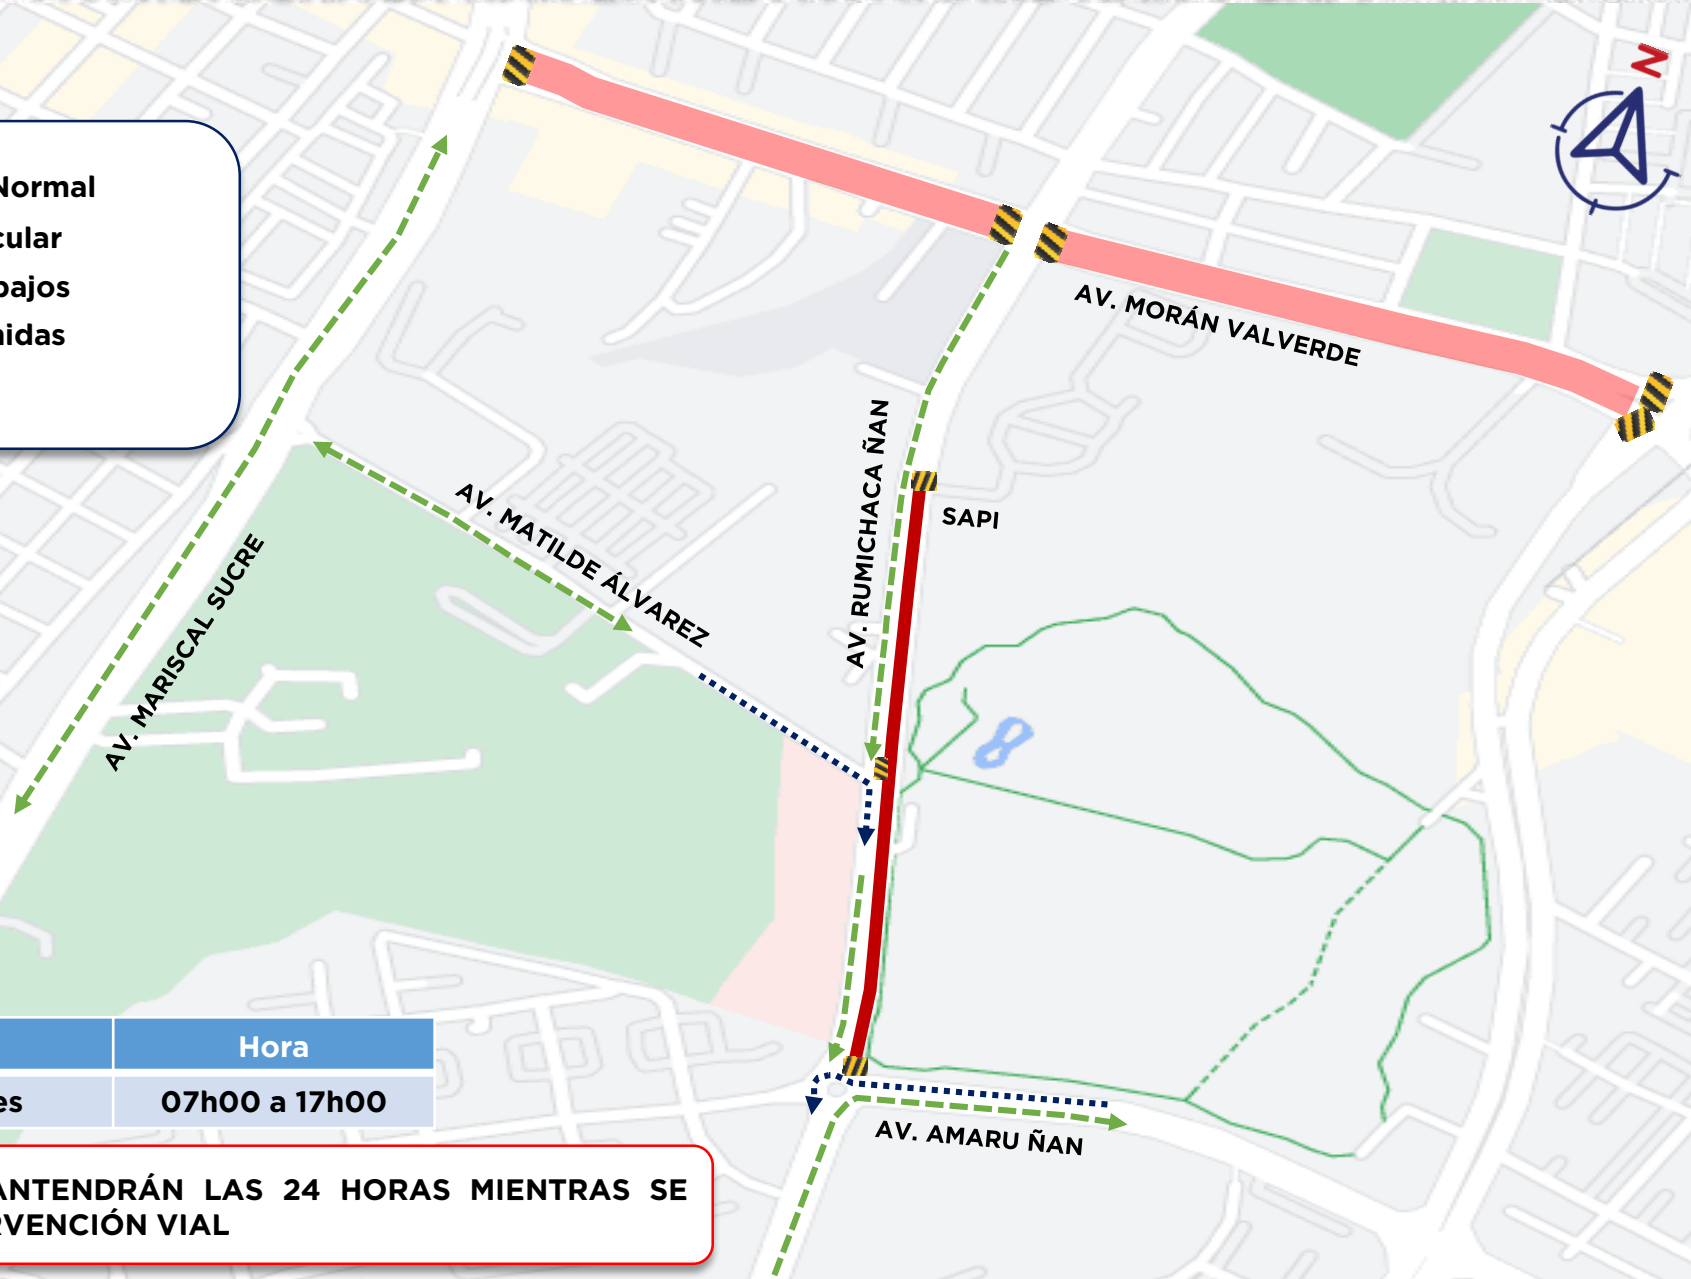 N
Normal
cular
bajos
nidas
AV. MORÁN VALVERDE
AV. RUMICHACA ÑAN
SAPI
AV. MATILDE ÁLVAREZ
AV. MARISCAL SUCRE
Hora
es
07h00 a 17h00
AV. AMARU ÑAN
ANTENDRÁN LAS 24 HORAS MIENTRAS SE
RVENCIÓN VIAL